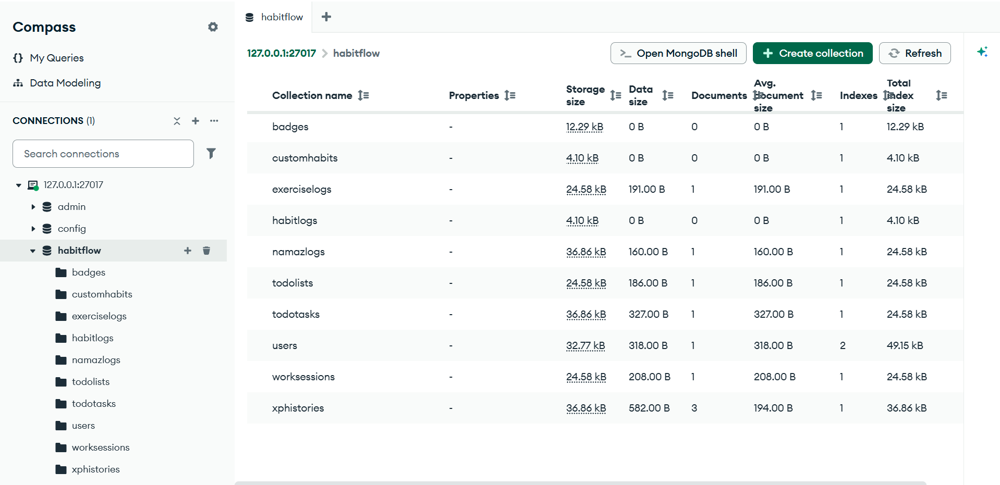 Compass
My Queries
Data Modeling
CONNECTIONS (1)
Search connections
127.0.0.1:27017
admin
config
habitflow
badges
customhabits
exerciselogs
habitlogs
namazlogs
todolists
todotasks
users
worksessions
xphistories
habitflow
127.0.0.1:27017 > habitflow
Open MongoDB shell
Create collection
Refresh
Collection name Properties Storage size Data size Documents Avg. document size Indexes Total index size
badges - 12.29 kB 0 B 0 0 B 1 12.29 kB
customhabits - 4.10 kB 0 B 0 0 B 1 4.10 kB
exerciselogs - 24.58 kB 191.00 B 1 191.00 B 1 24.58 kB
habitlogs - 4.10 kB 0 B 0 0 B 1 4.10 kB
namazlogs - 36.86 kB 160.00 B 1 160.00 B 1 24.58 kB
todolists - 24.58 kB 186.00 B 1 186.00 B 1 24.58 kB
todotasks - 36.86 kB 327.00 B 1 327.00 B 1 24.58 kB
users - 32.77 kB 318.00 B 1 318.00 B 2 49.15 kB
worksessions - 24.58 kB 208.00 B 1 208.00 B 1 24.58 kB
xphistories - 36.86 kB 582.00 B 3 194.00 B 1 36.86 kB